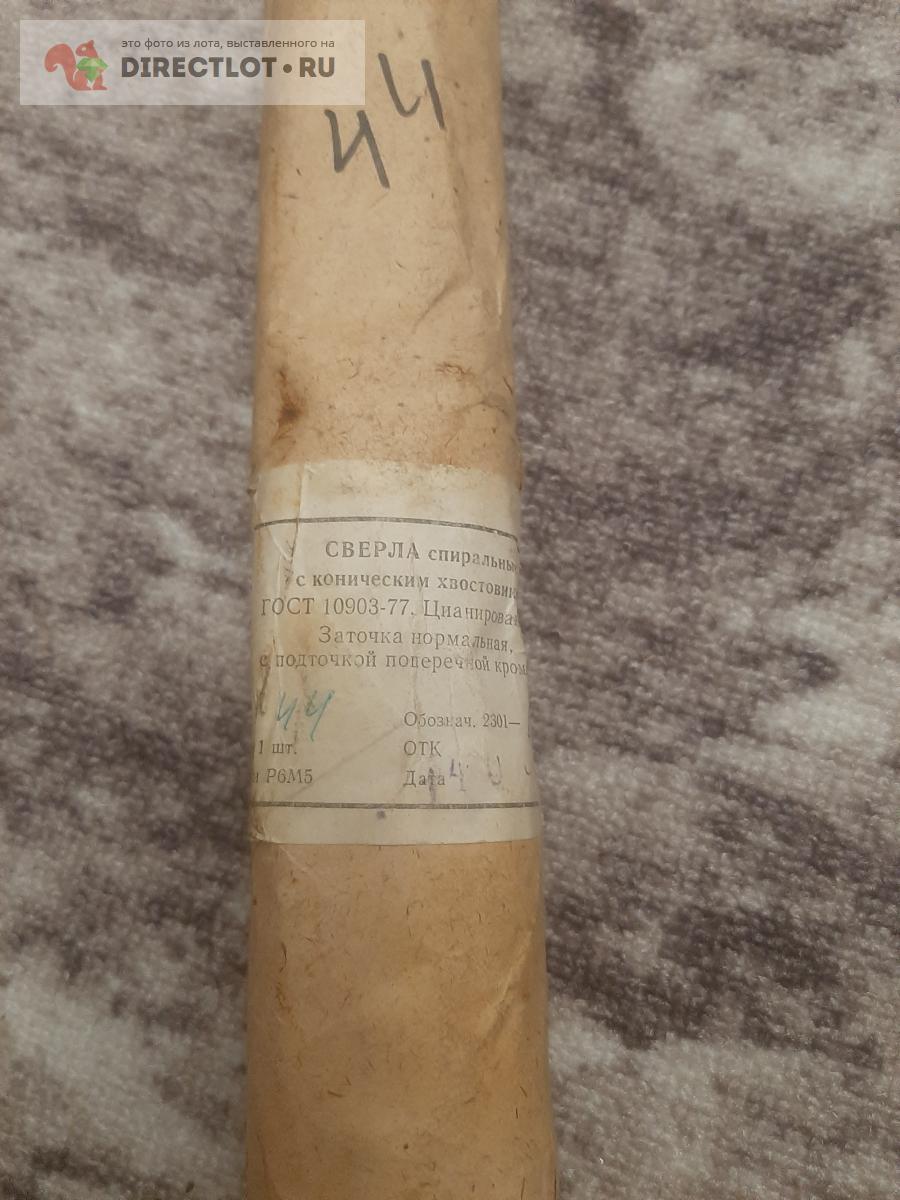 это фото из лота, выставленного на
DIRECTLOT.RU
44
СВЕРЛА спиральны
с коническим хвостовик
ГОСТ 10903-77. Цианирова
Заточка нормальная,
с подточкой поперечной кром
44
Обознач. 2301—
1 шт.
ОТК
Р6М5
Дата